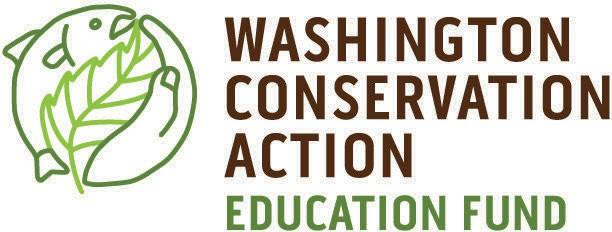 WASHINGTON
CONSERVATION
ACTION
EDUCATION FUND